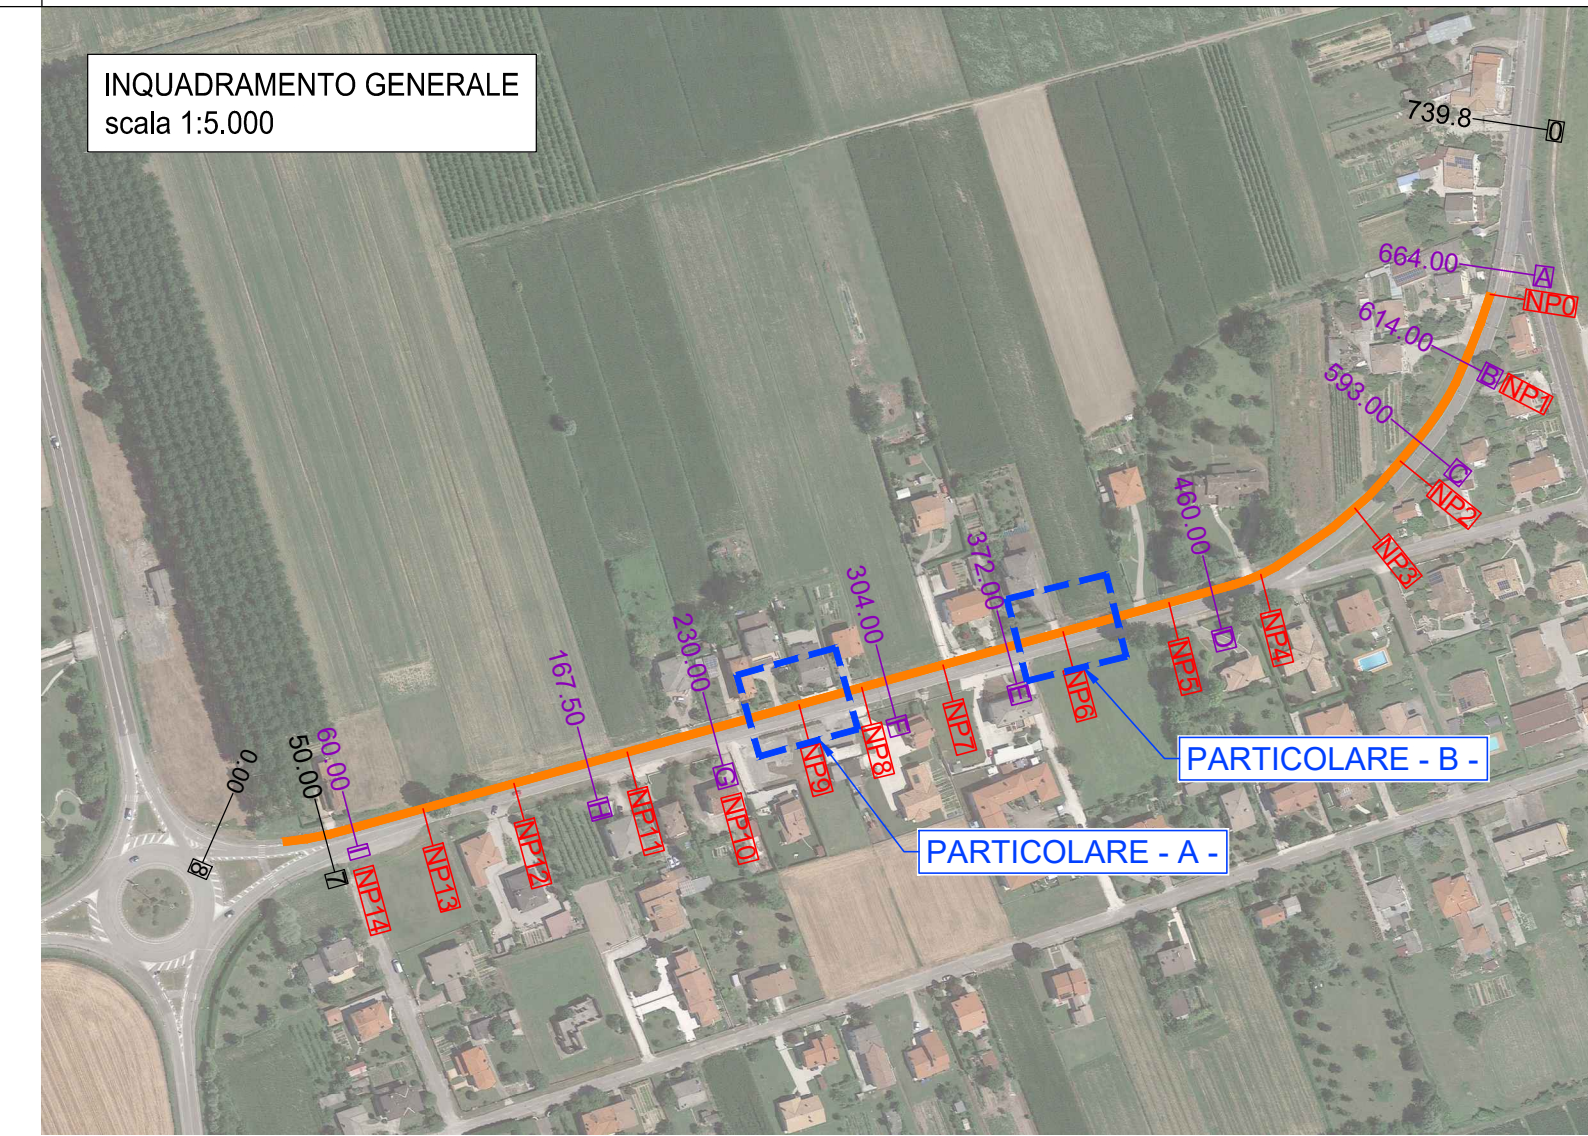 INQUADRAMENTO GENERALE
scala 1:5.000
739.8
0
664.00
A
NP0
614.00
B
NP1
593.00
C
NP2
NP3
460.00
D
NP4
NP5
372.00
E
NP6
PARTICOLARE - B -
304.00
F
NP7
NP8
NP9
PARTICOLARE - A -
230.00
G
NP10
167.50
H
NP11
NP12
NP13
60.00
I
NP14
50.00
7
0.00
8